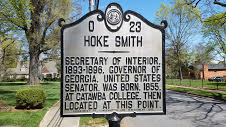 O 23
HOKE SMITH
SECRETARY OF INTERIOR,
1893-1896, GOVERNOR OF
GEORGIA, UNITED STATES
SENATOR, WAS BORN, 1855,
AT CATAWBA COLLEGE, THEN
LOCATED AT THIS POINT.